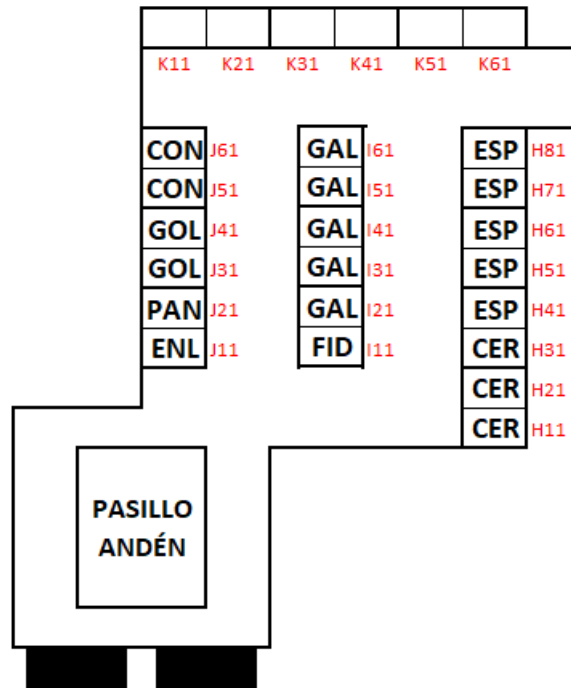 K11 K21 K31 K41 K51 K61
CON J61 GAL I61 ESP H81
CON J51 GAL I51 ESP H71
GOL J41 GAL I41 ESP H61
GOL J31 GAL I31 ESP H51
PAN J21 GAL I21 ESP H41
ENL J11 FID I11 CER H31
CER H21
CER H11
PASILLO
ANDÉN